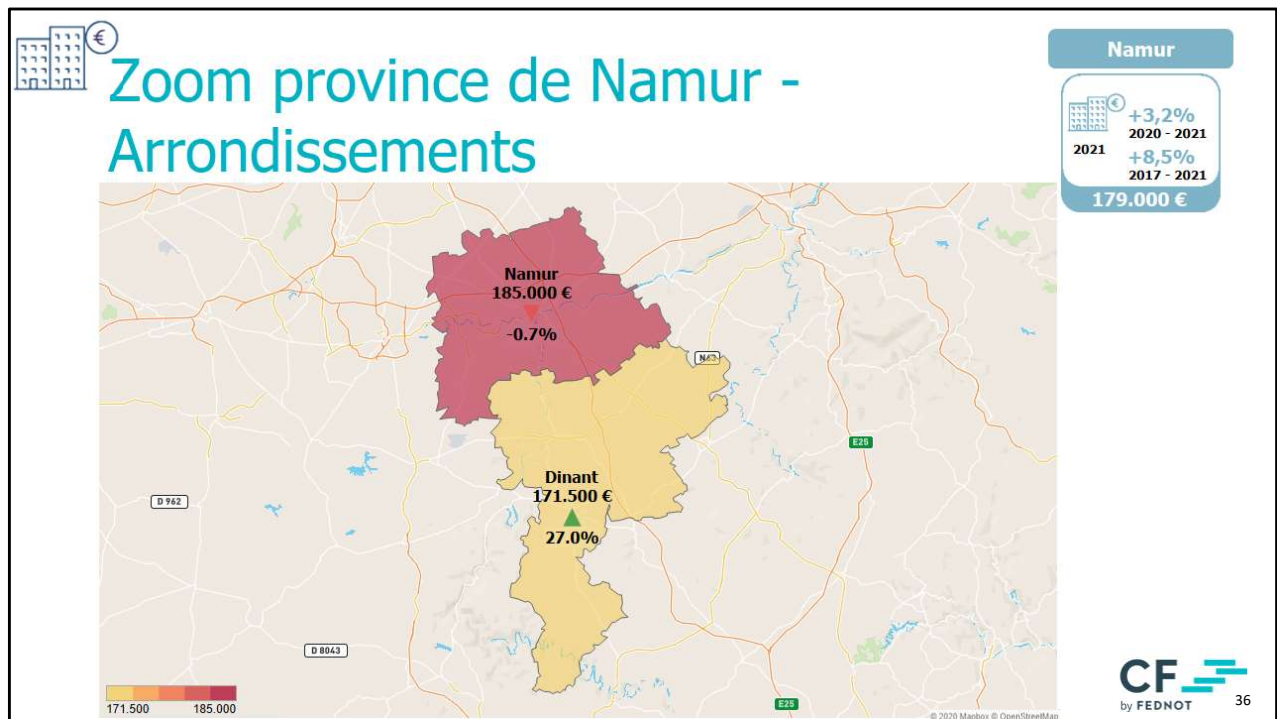 €
Zoom province de Namur -
Arrondissements
Namur
€
+3,2%
2020 - 2021
2021
+8,5%
2017 - 2021
179.000 €
Namur
185.000 €
-0.7%
N63
E25
Dinant
171.500 €
27.0%
D 962
D 8043
E25
171.500
185.000
© 2020 Mapbox © OpenStreetMap
CF
by FEDNOT
36